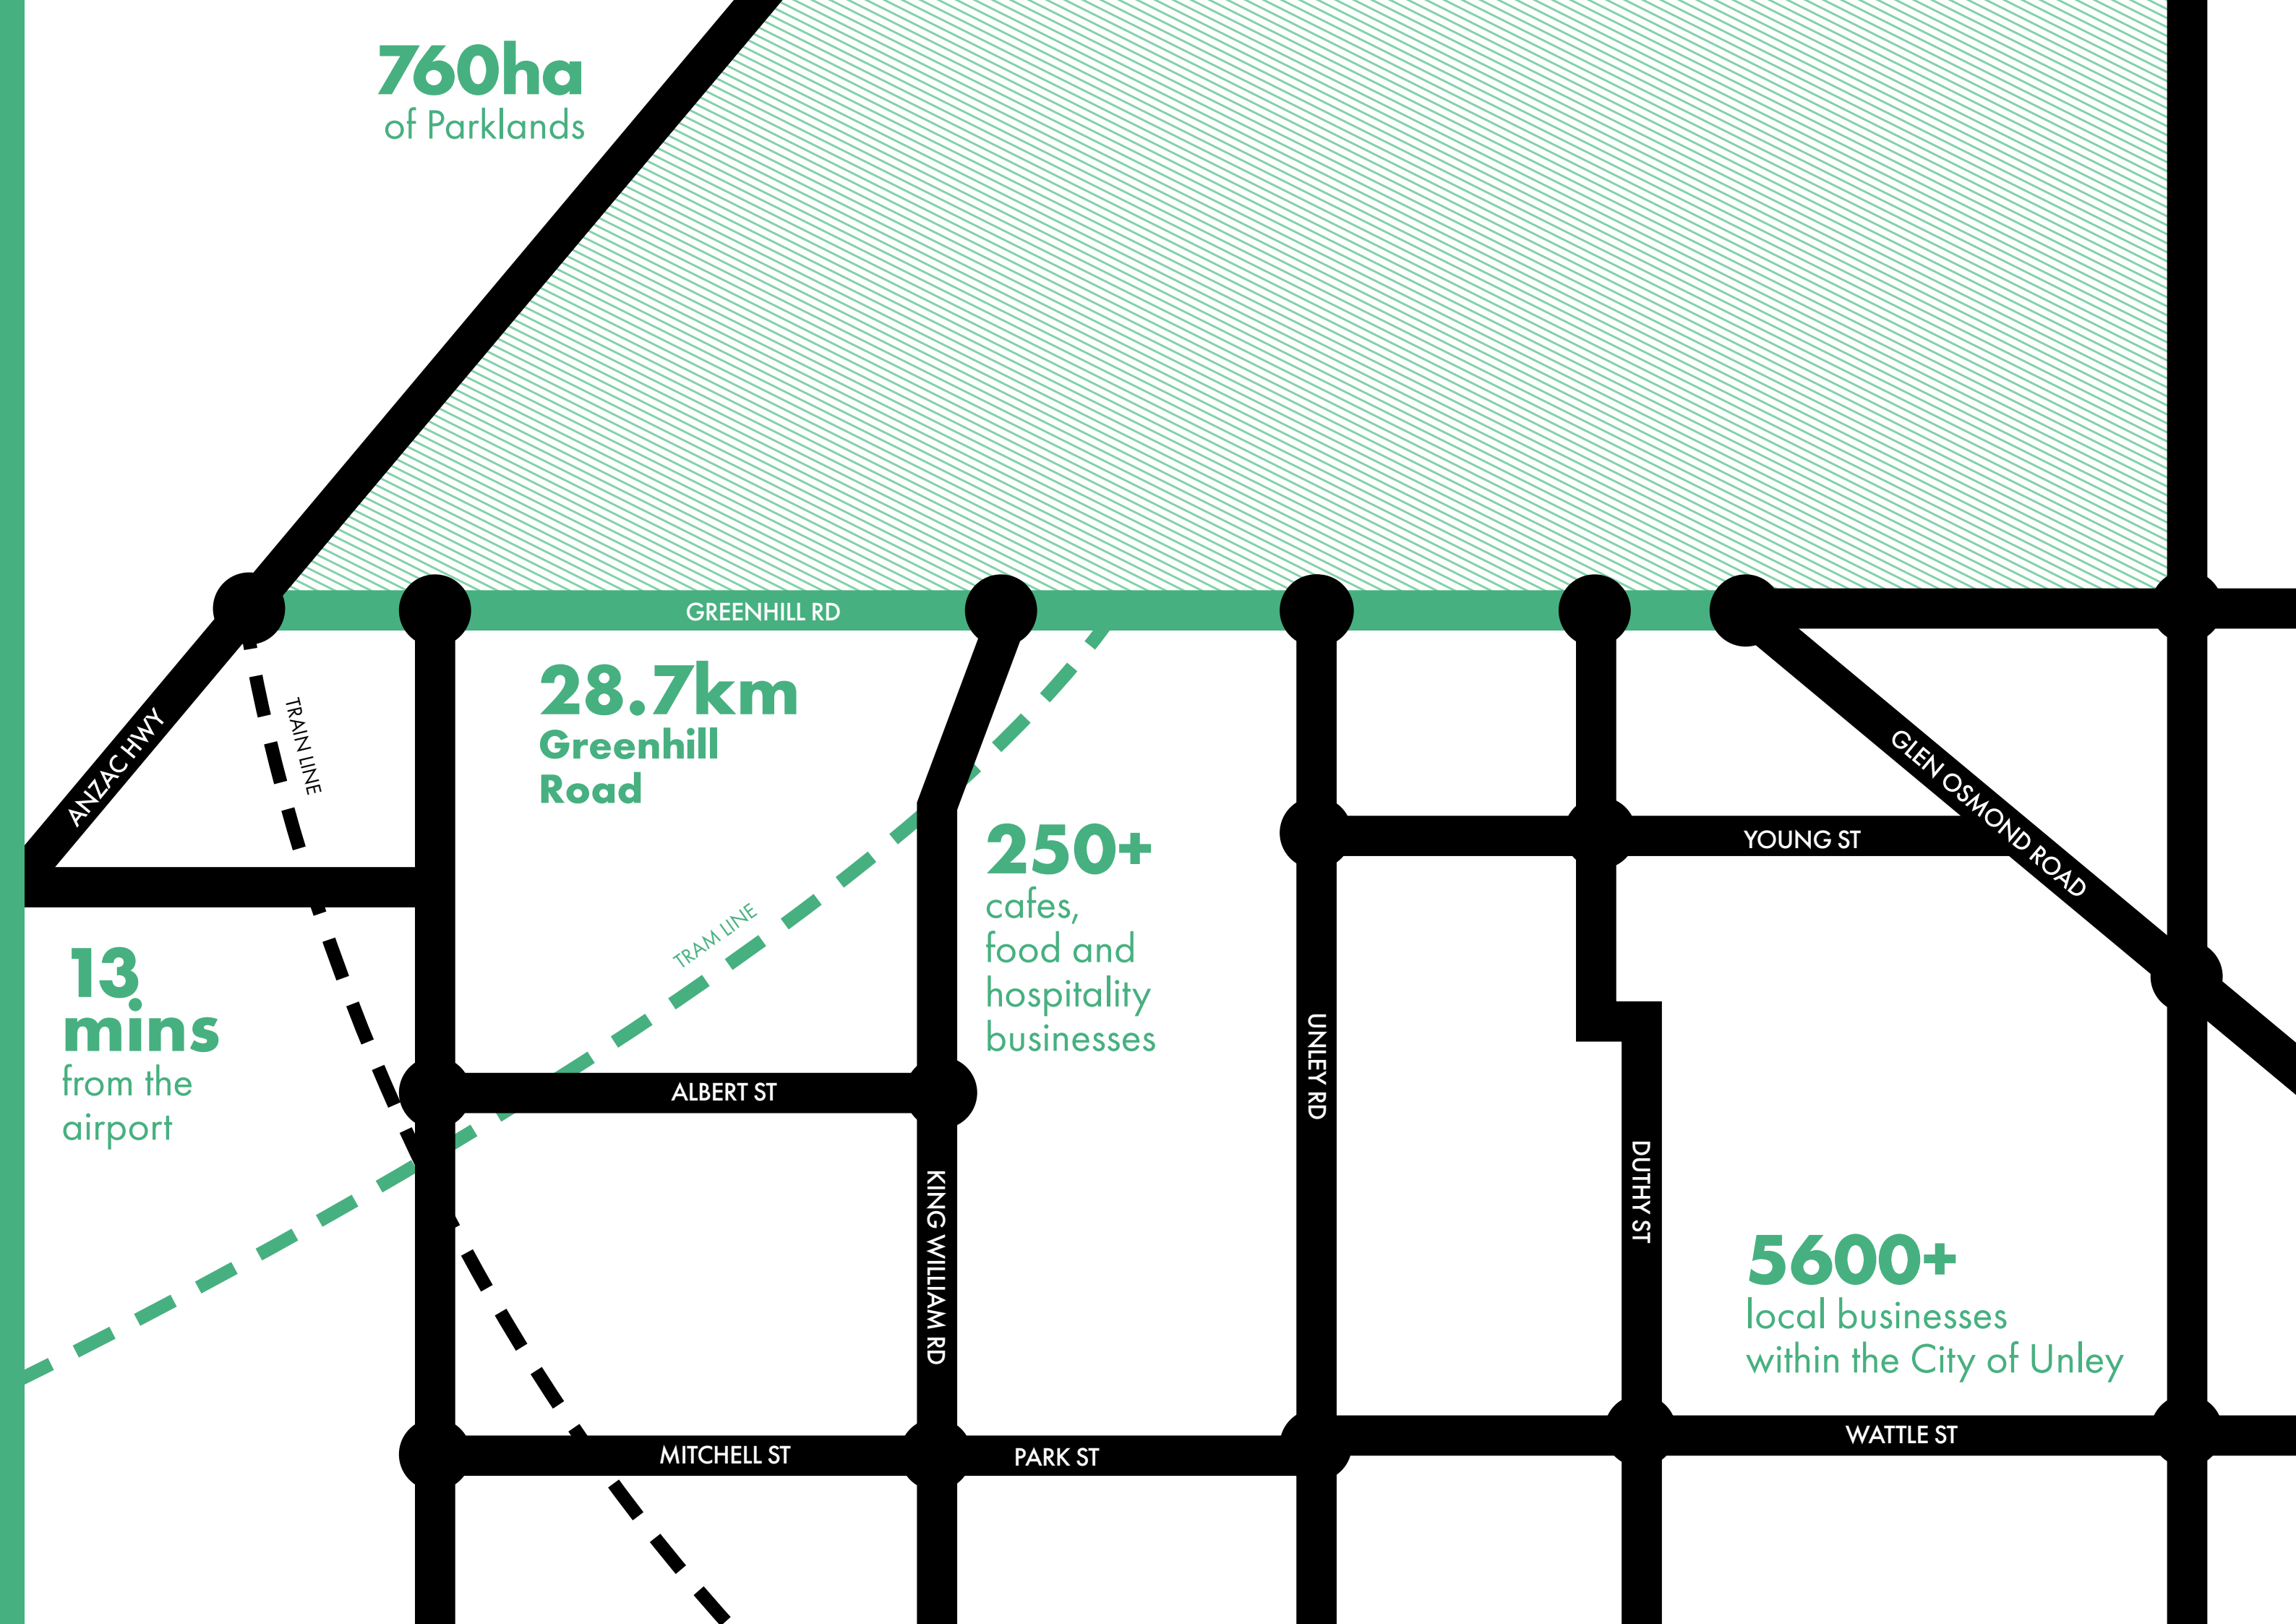 760ha
of Parklands
GREENHILL RD
28.7km
Greenhill
Road
TRAIN LINE
ANZAC HWY
GLEN OSMOND ROAD
YOUNG ST
250+
cafes,
food and
hospitality
businesses
TRAM LINE
13
mins
from the
airport
ALBERT ST
UNLEY RD
KING WILLIAM RD
DUTHY ST
5600+
local businesses
within the City of Unley
MITCHELL ST
PARK ST
WATTLE ST